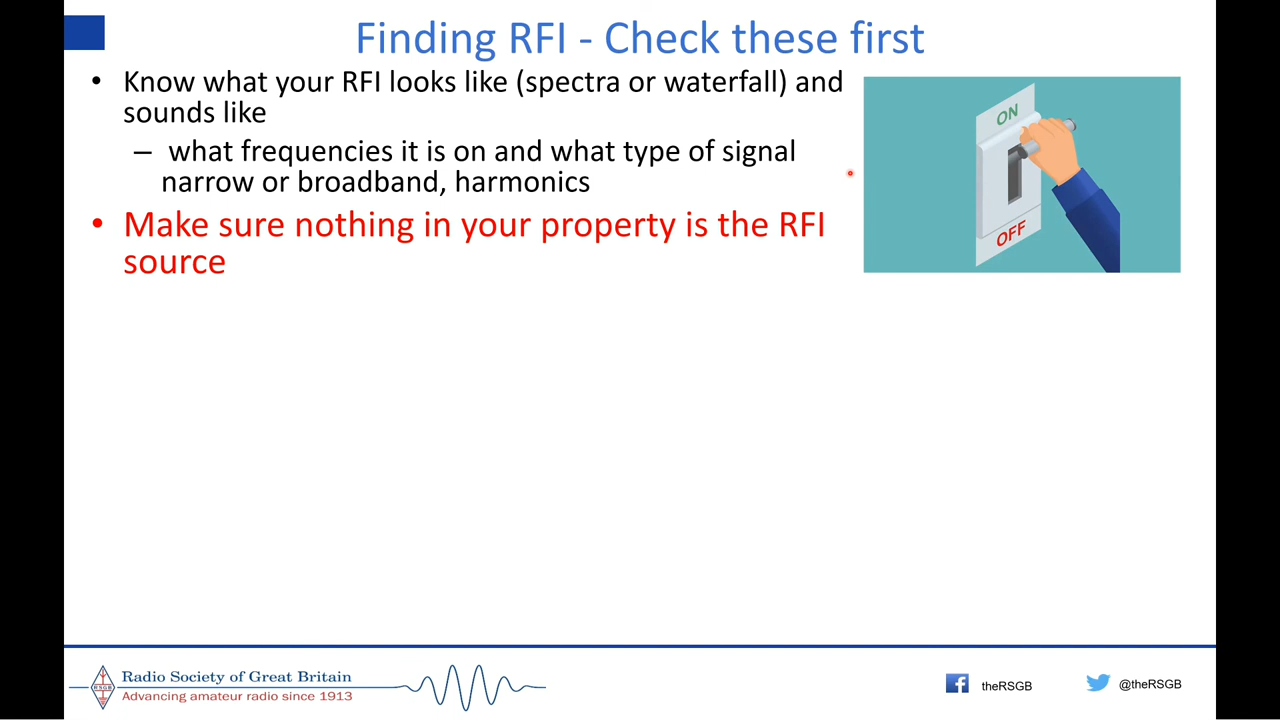 Finding RFI - Check these first
• Know what your RFI looks like (spectra or waterfall) and
sounds like
– what frequencies it is on and what type of signal
narrow or broadband, harmonics
• Make sure nothing in your property is the RFI
source
ON
OFF
RSGB
Radio Society of Great Britain
Advancing amateur radio since 1913
theRSGB
@theRSGB